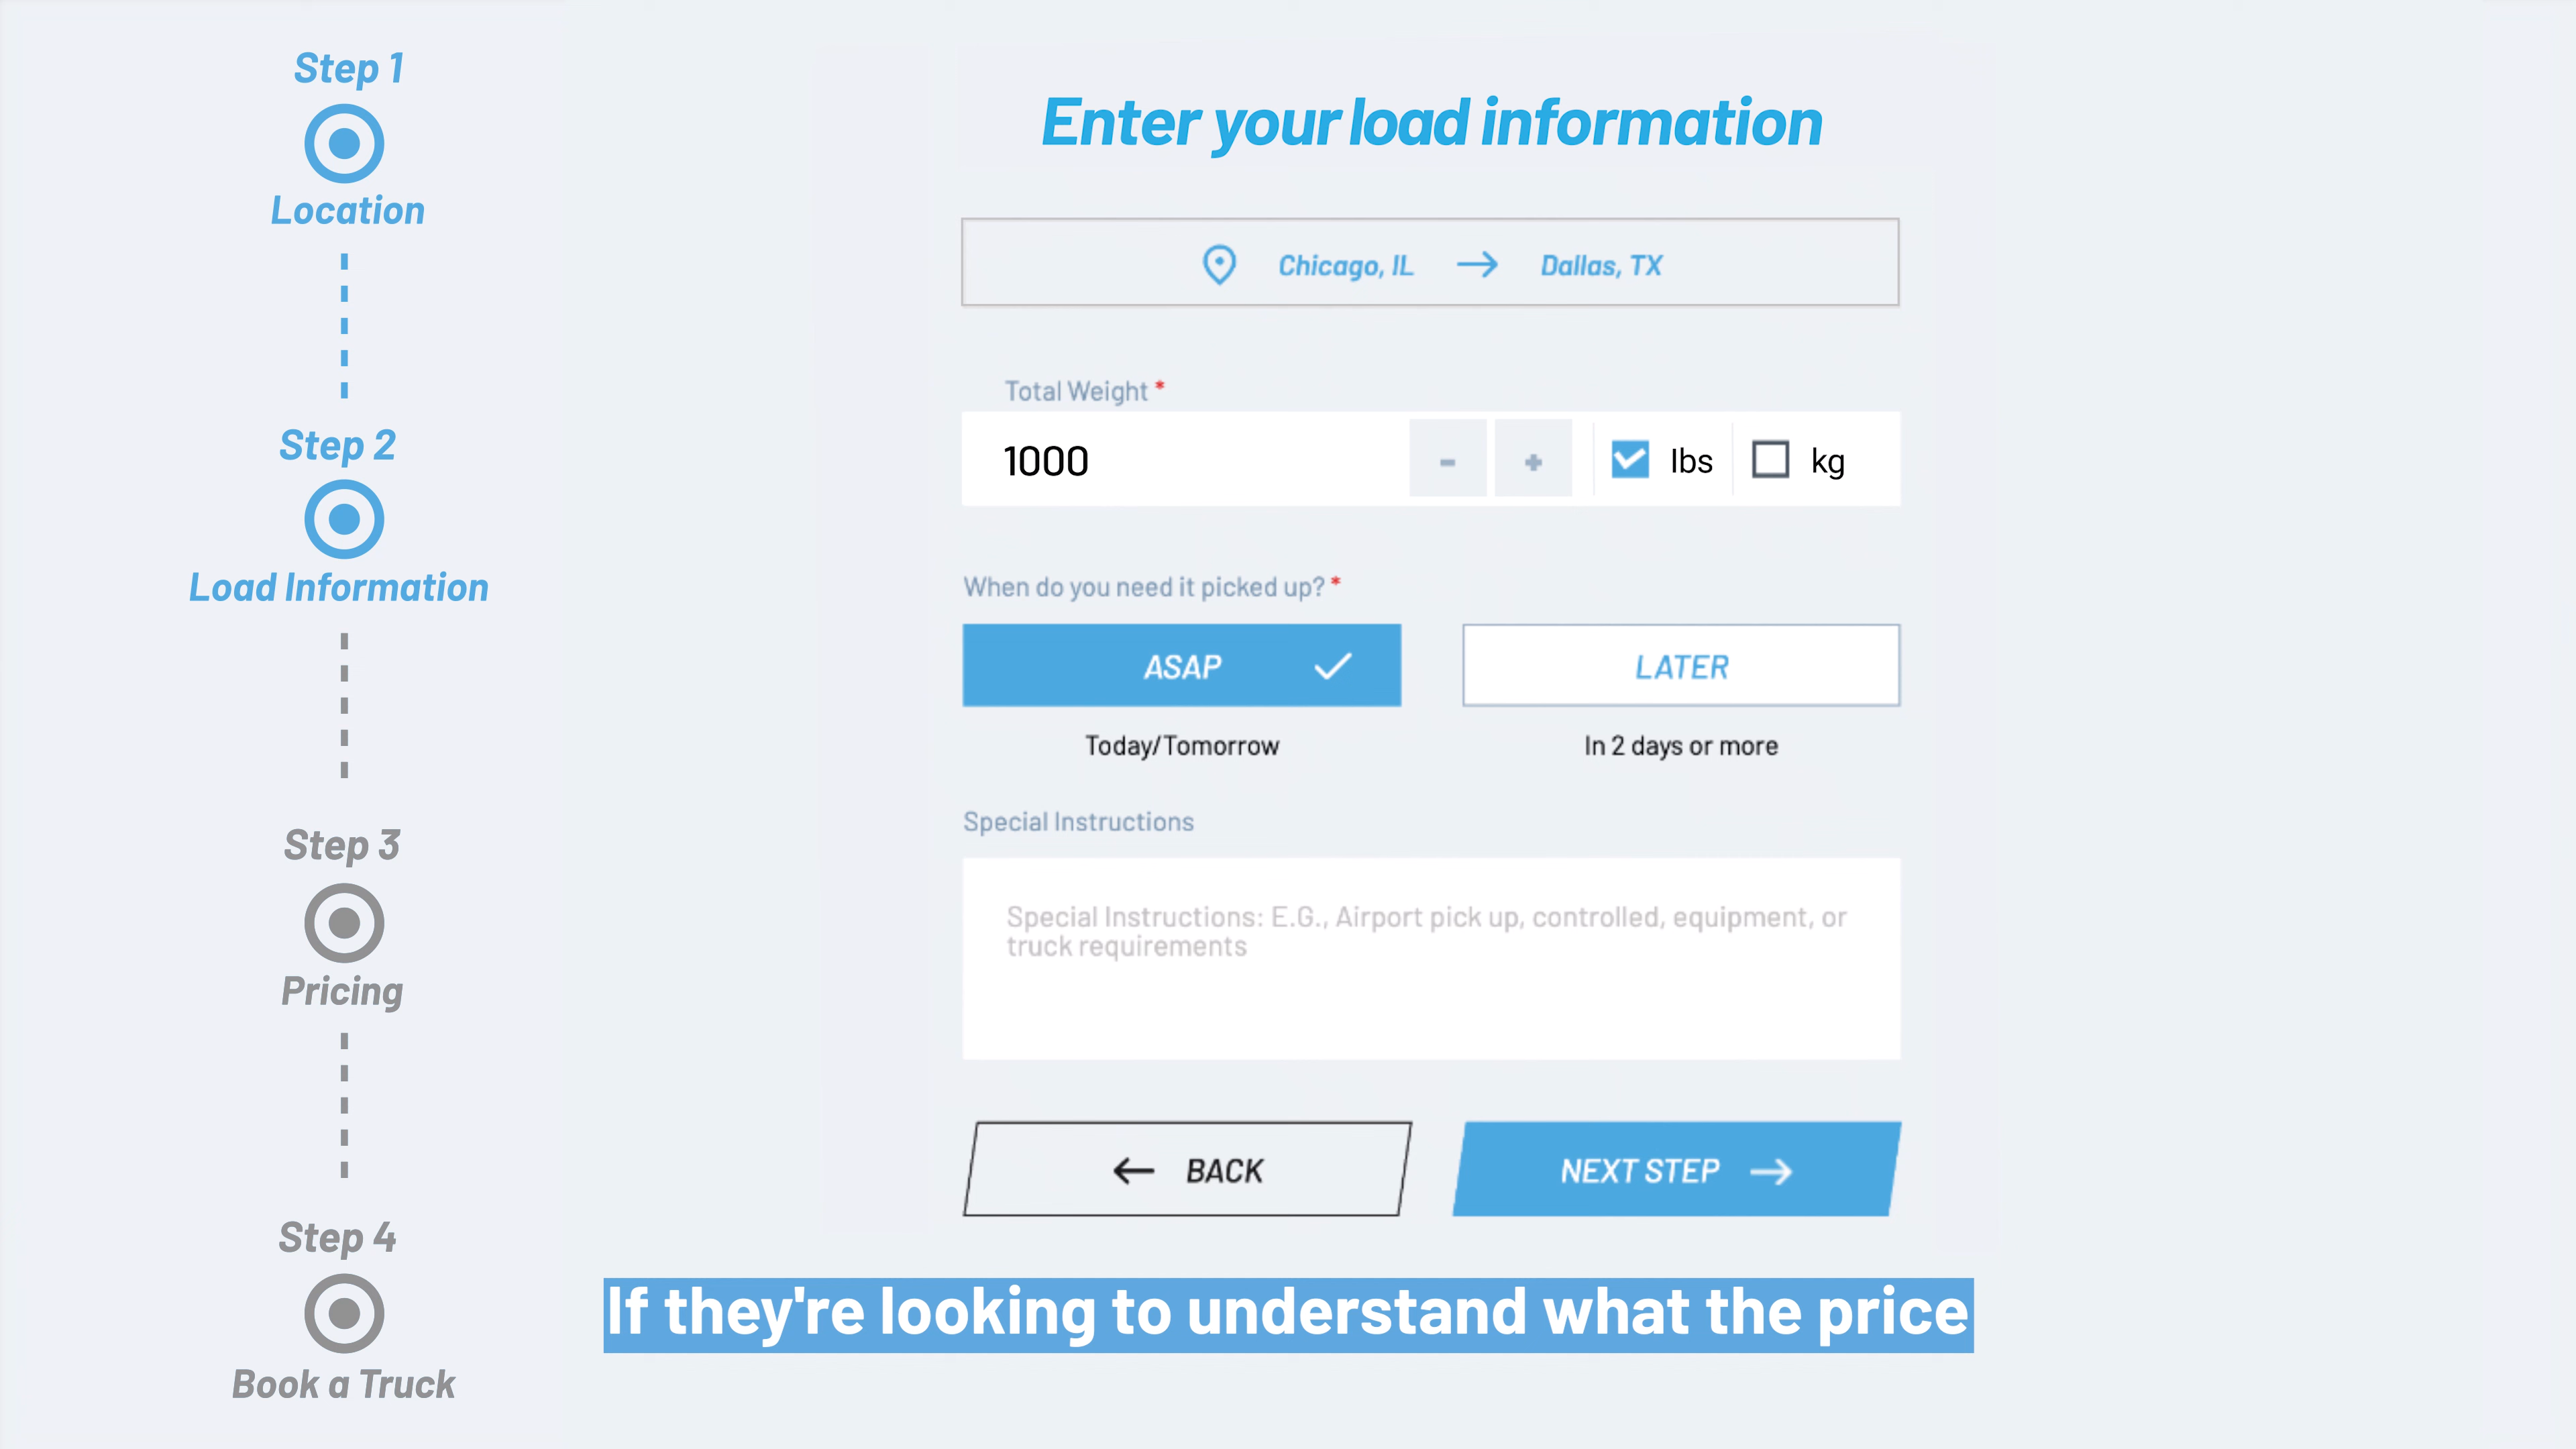 Step 1
Location
Step 2
Load Information
Step 3
Pricing
Step 4
Book a Truck
Enter your load information
Chicago, IL → Dallas, TX
Total Weight *
1000 - + lbs kg
When do you need it picked up? *
ASAP LATER
Today/Tomorrow In 2 days or more
Special Instructions
Special Instructions: E.G., Airport pick up, controlled, equipment, or
truck requirements
← BACK NEXT STEP →
If they're looking to understand what the price